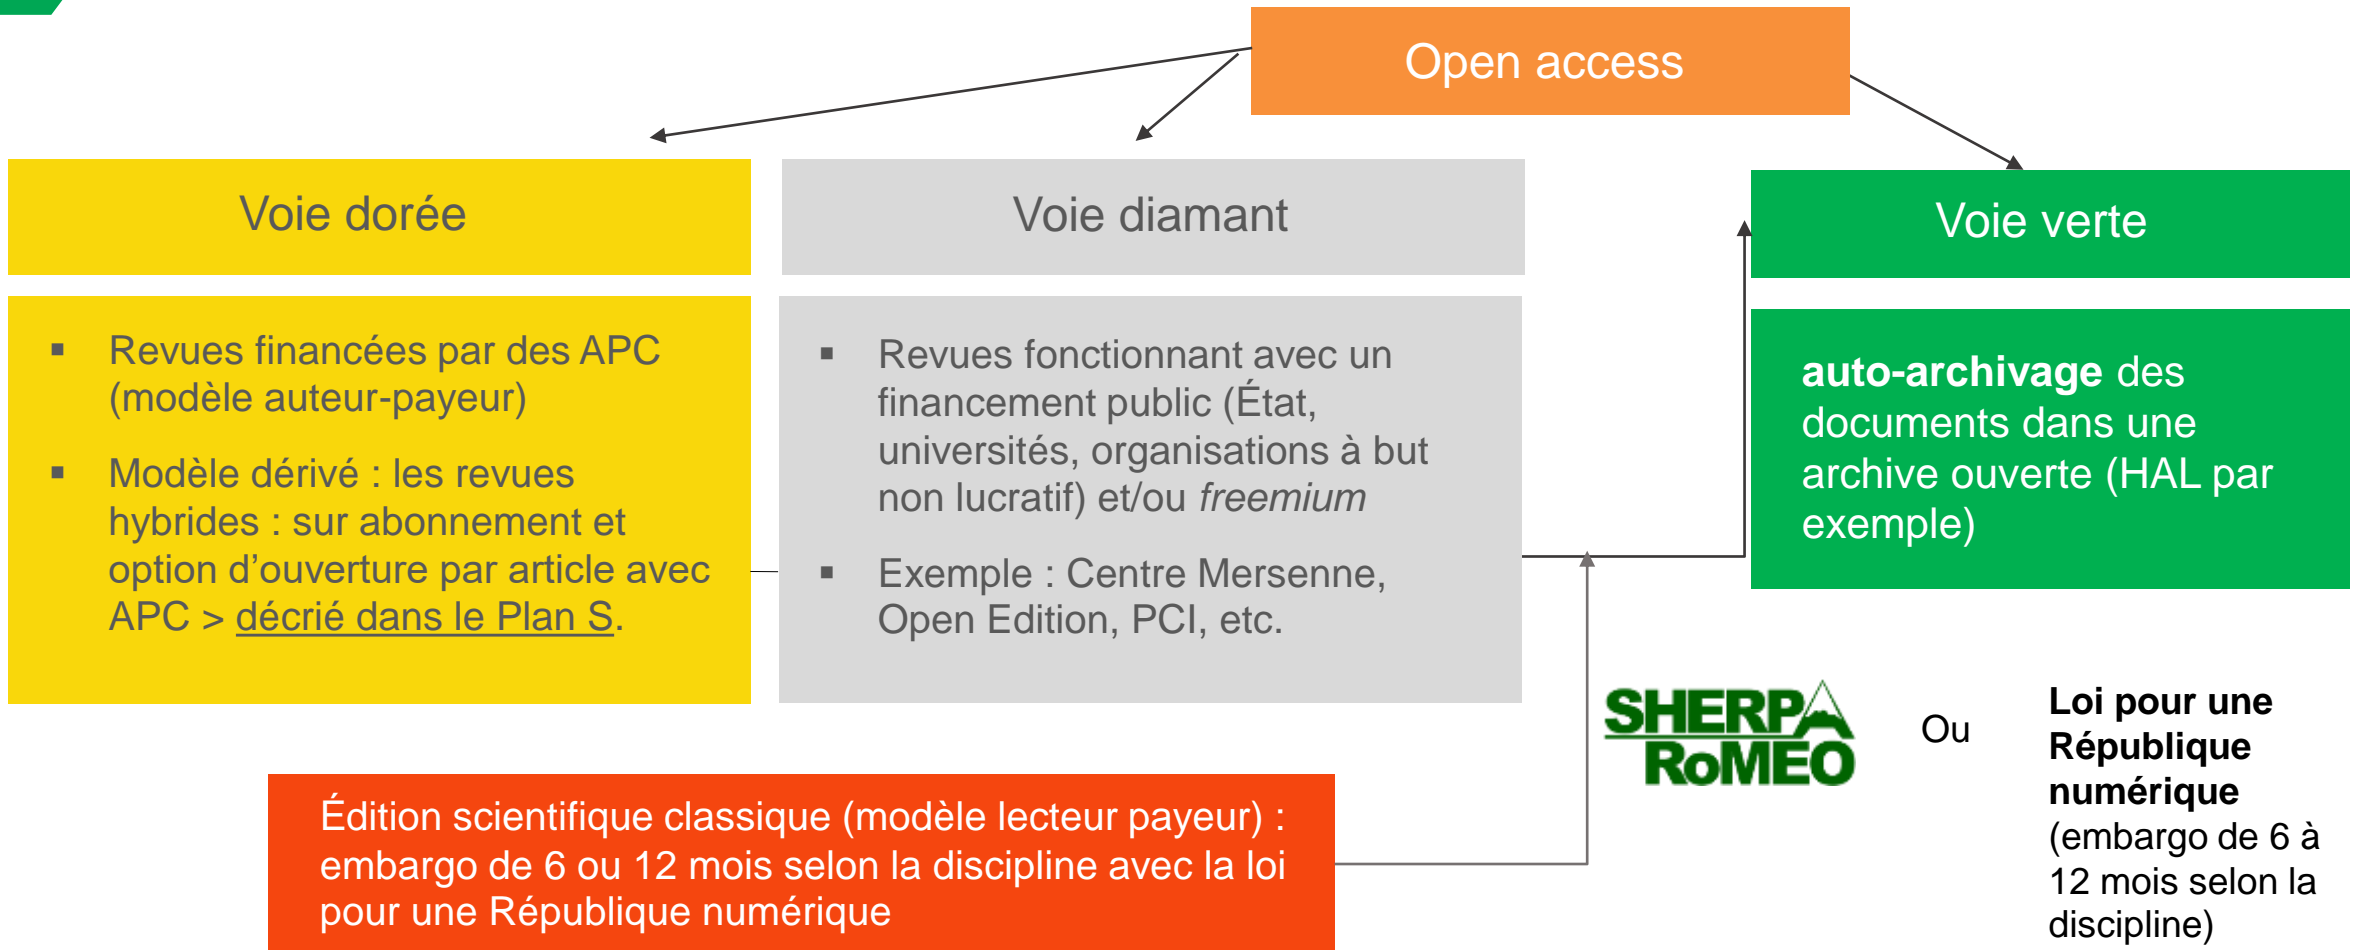 Open access
Voie dorée
Voie diamant
Voie verte
▪ Revues financées par des APC
(modèle auteur-payeur)
▪ Modèle dérivé : les revues
hybrides : sur abonnement et
option d’ouverture par article avec
APC > décrié dans le Plan S.
▪ Revues fonctionnant avec un
financement public (État,
universités, organisations à but
non lucratif) et/ou freemium
▪ Exemple : Centre Mersenne,
Open Edition, PCI, etc.
auto-archivage des
documents dans une
archive ouverte (HAL par
exemple)
SHERPA
RoMEO
Ou
Loi pour une
République
numérique
(embargo de 6 à
12 mois selon la
discipline)
Édition scientifique classique (modèle lecteur payeur) :
embargo de 6 ou 12 mois selon la discipline avec la loi
pour une République numérique